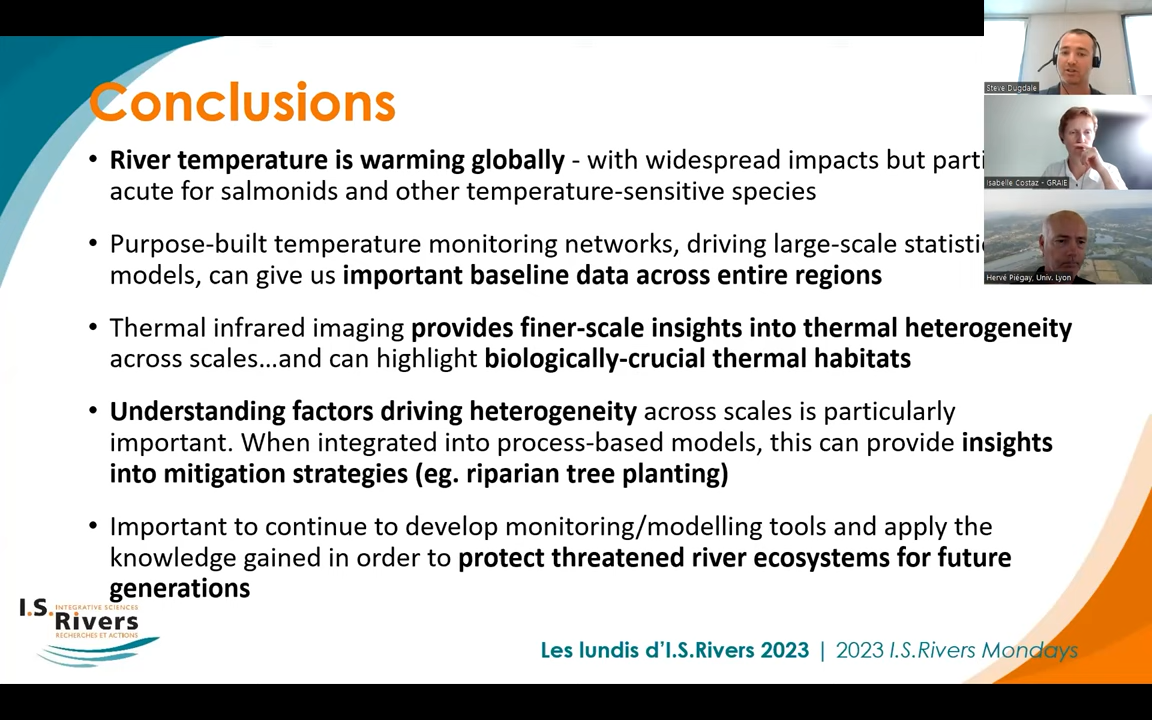 Conclusions
• River temperature is warming globally - with widespread impacts but
acute for salmonids and other temperature-sensitive species
• Purpose-built temperature monitoring networks, driving large-scale
models, can give us important baseline data across entire regions
• Thermal infrared imaging provides finer-scale insights into thermal heterogeneity
across scales...and can highlight biologically-crucial thermal habitats
• Understanding factors driving heterogeneity across scales is particularly
important. When integrated into process-based models, this can provide insights
into mitigation strategies (eg. riparian tree planting)
• Important to continue to develop monitoring/modelling tools and apply the
knowledge gained in order to protect threatened river ecosystems for future
generations
I.S. INTEGRATIVE SCIENCES
Rivers
RECHERCHES ET ACTIONS
Les lundis d'I.S.Rivers 2023 | 2023 I.S.Rivers Mondays
Steve Dugdale
Isabelle Costaz - GRAIE
Hervé Piégay, Univ. Lyon